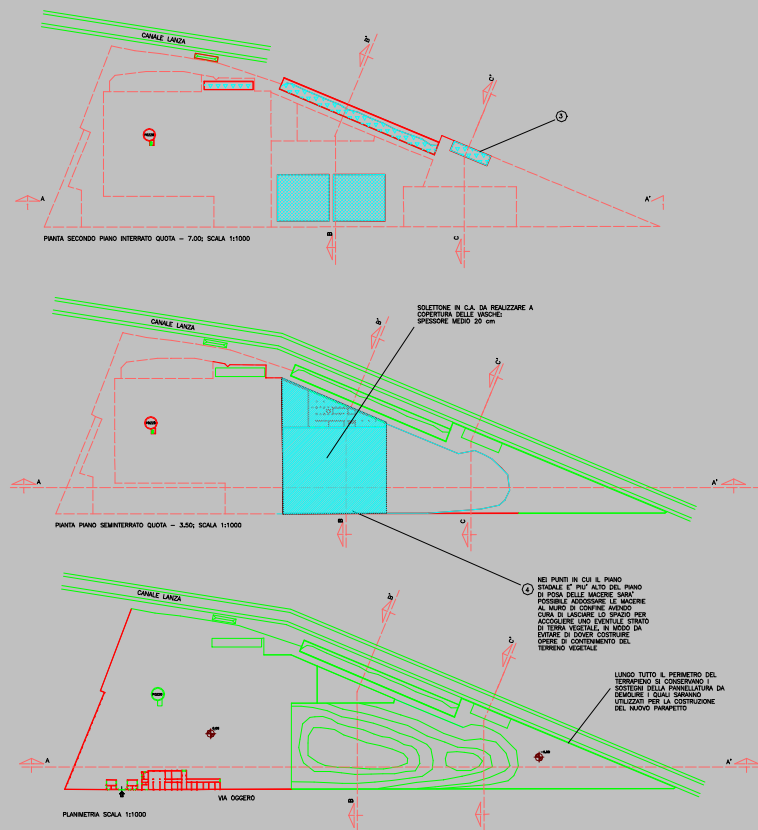 CANALE LANZA
B'
C'
3
POZZO
A
A'
B
C
PIANTA SECONDO PIANO INTERRATO QUOTA - 7.00; SCALA 1:1000
SOLETTONE IN C.A. DA REALIZZARE A
COPERTURA DELLE VASCHE:
SPESSORE MEDIO 20 cm
CANALE LANZA
B'
C'
POZZO
A
A'
B
C
PIANTA PIANO SEMINTERRATO QUOTA - 3.50; SCALA 1:1000
4
NEI PUNTI IN CUI IL PIANO
STADALE E' PIU' ALTO DEL PIANO
DI POSA DELLE MACERIE SARA'
POSSIBILE ADDOSSARE LE MACERIE
AL MURO DI CONFINE AVENDO
CURA DI LASCIARE LO SPAZIO PER
ACCOGLIERE UNO EVENTULE STRATO
DI TERRA VEGETALE, IN MODO DA
EVITARE DI DOVER COSTRUIRE
OPERE DI CONTENIMENTO DEL
TERRENO VEGETALE
CANALE LANZA
B'
C'
LUNGO TUTTO IL PERIMETRO DEL
TERRAPIENO SI CONSERVANO I
SOSTEGNI DELLA PANNELLATURA DA
DEMOLIRE I QUALI SARANNO
UTILIZZATI PER LA COSTRUZIONE
DEL NUOVO PARAPETTO
POZZO
A
A'
VIA OGGERO
B
C
PLANIMETRIA SCALA 1:1000